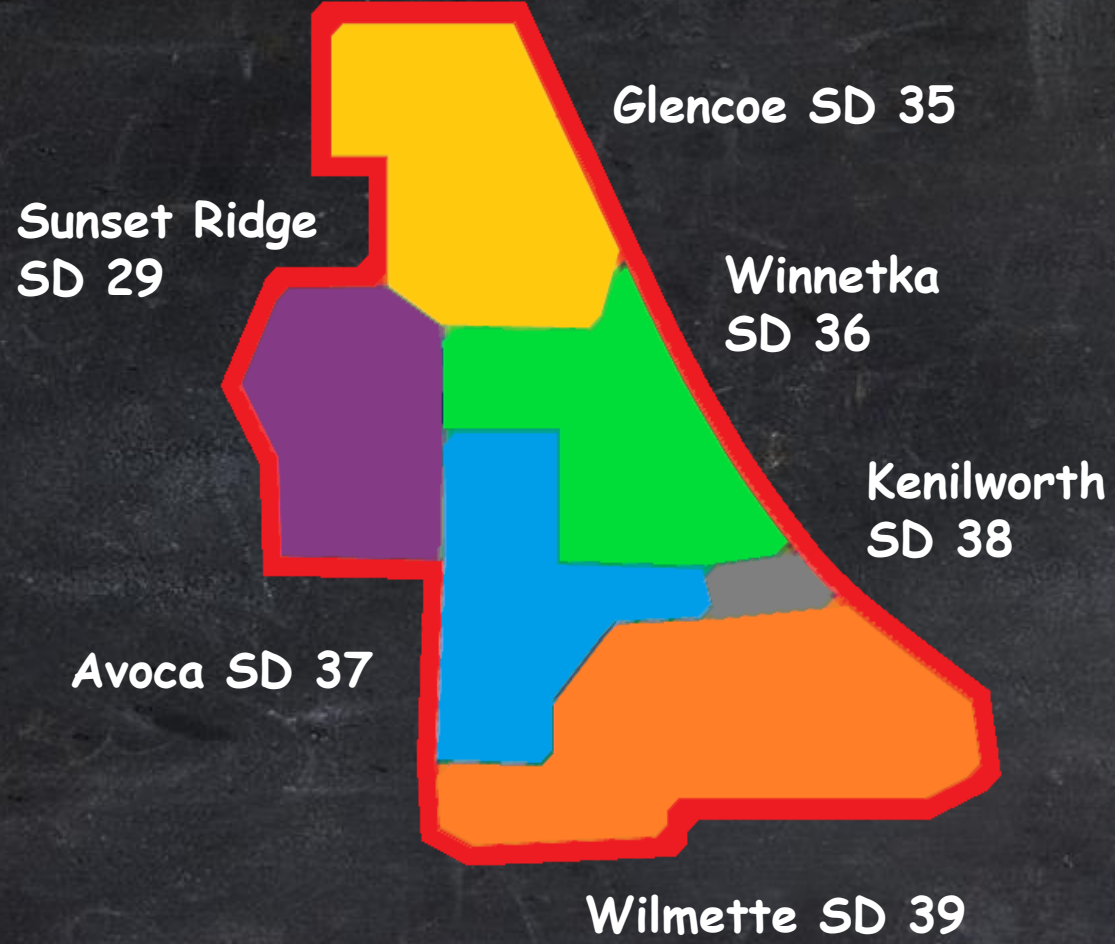 Glencoe SD 35
Sunset Ridge
SD 29
Winnetka
SD 36
Kenilworth
SD 38
Avoca SD 37
Wilmette SD 39